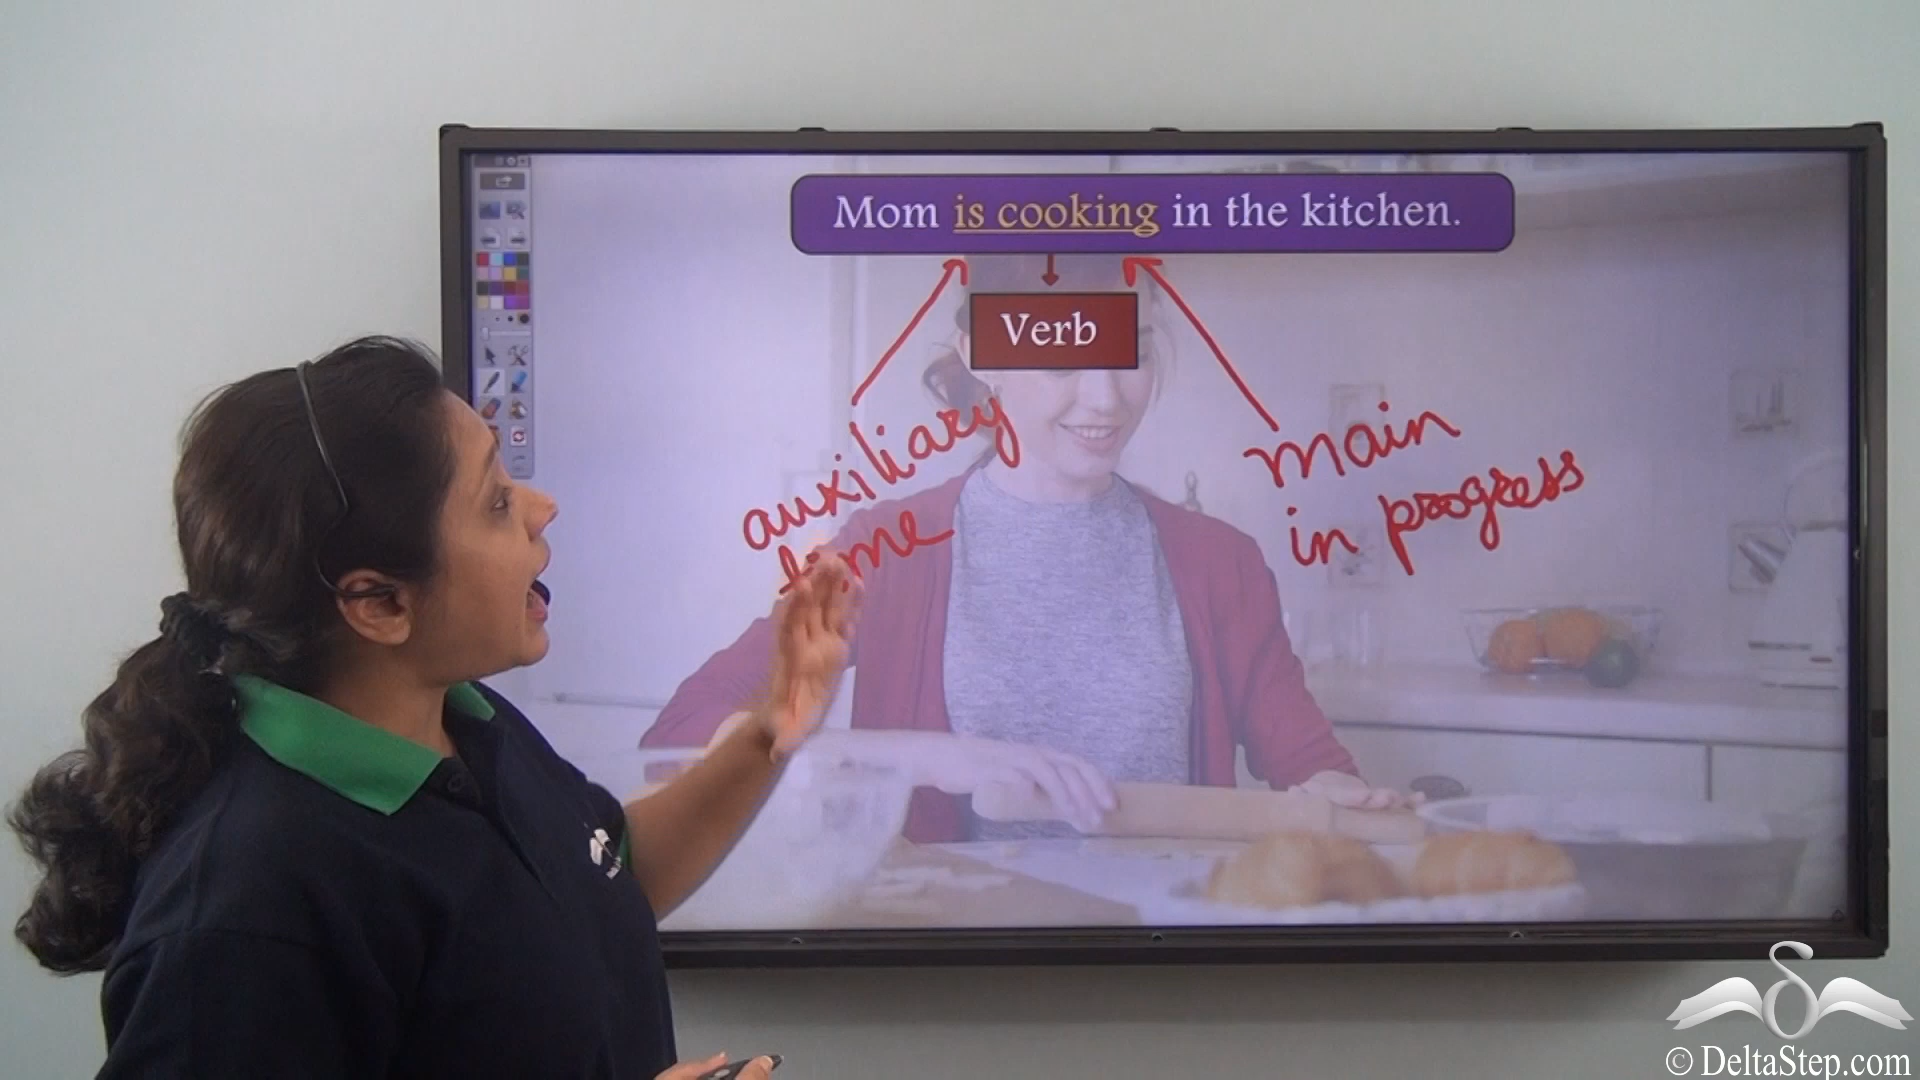 Mom is cooking in the kitchen.
Verb
auxiliary
time
main
in progress
© DeltaStep.com